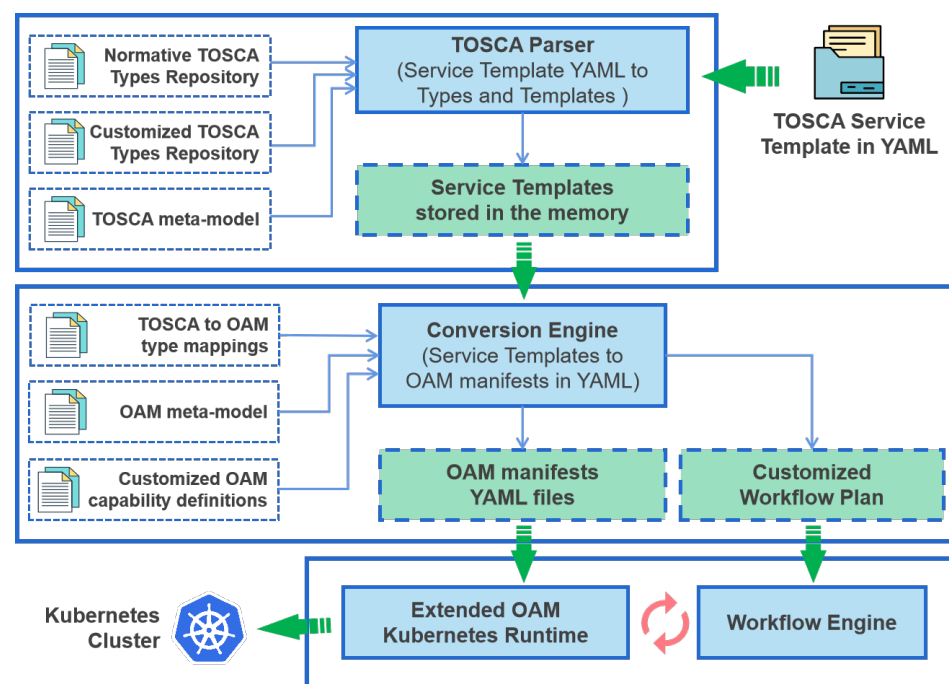 Normative TOSCA
Types Repository
Customized TOSCA
Types Repository
TOSCA meta-model
TOSCA Parser
(Service Template YAML to
Types and Templates )
Service Templates
stored in the memory
TOSCA Service
Template in YAML
TOSCA to OAM
type mappings
OAM meta-model
Customized OAM
capability definitions
Conversion Engine
(Service Templates to
OAM manifests in YAML)
OAM manifests
YAML files
Customized
Workflow Plan
Kubernetes
Cluster
Extended OAM
Kubernetes Runtime
Workflow Engine